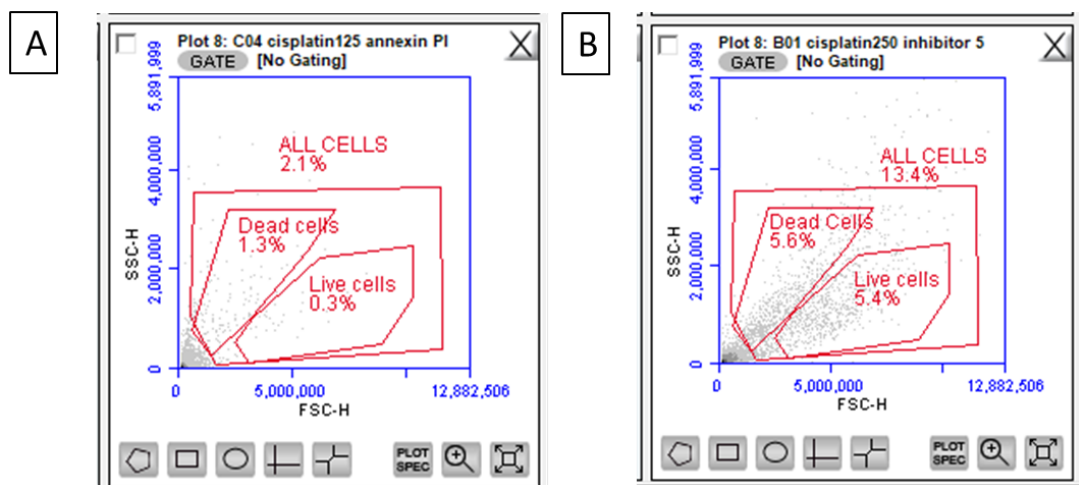 A
Plot 8: C04 cisplatin125 annexin PI
GATE [No Gating]
5,891,999
4,000,000
2,000,000
0
SSC-H
ALL CELLS
2.1%
Dead cells
1.3%
Live cells
0.3%
0 5,000,000 12,882,506
FSC-H
PLOT
SPEC
B
Plot 8: B01 cisplatin250 inhibitor 5
GATE [No Gating]
5,891,999
4,000,000
2,000,000
0
SSC-H
ALL CELLS
13.4%
Dead Cells
5.6%
Live cells
5.4%
0 5,000,000 12,882,506
FSC-H
PLOT
SPEC